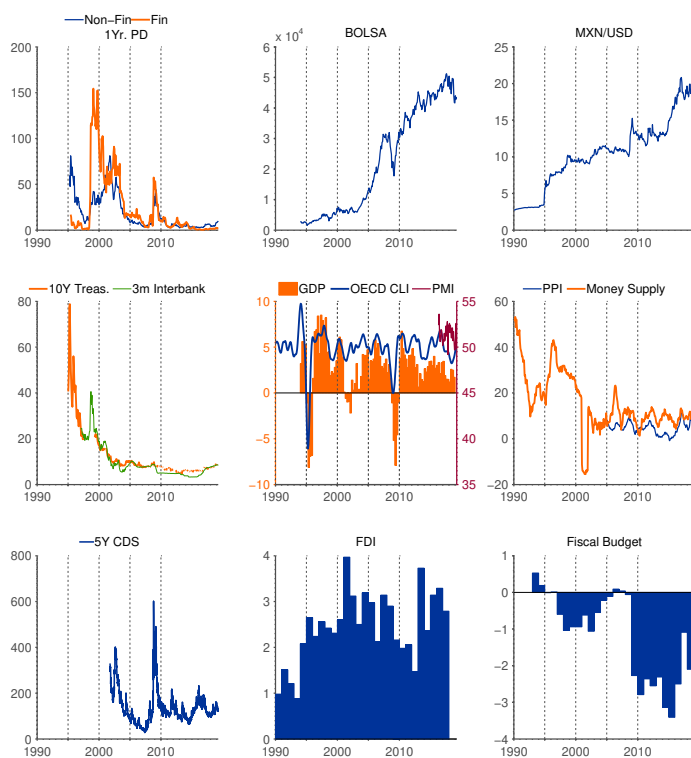 Non−Fin Fin
1Yr. PD
200
150
100
50
0
1990 2000 2010
6 × 10⁴ BOLSA
5
4
3
2
1
0
1990 2000 2010
MXN/USD
25
20
15
10
5
0
1990 2000 2010
10Y Treas. 3m Interbank
80
60
40
20
0
1990 2000 2010
GDP OECD CLI PMI
10 55
5 50
0 45
−5 40
−10 35
1990 2000 2010
PPI Money Supply
60
40
20
0
−20
1990 2000 2010
5Y CDS
800
600
400
200
0
1990 2000 2010
FDI
4
3
2
1
0
1990 2000 2010
Fiscal Budget
1
0
−1
−2
−3
−4
1990 2000 2010